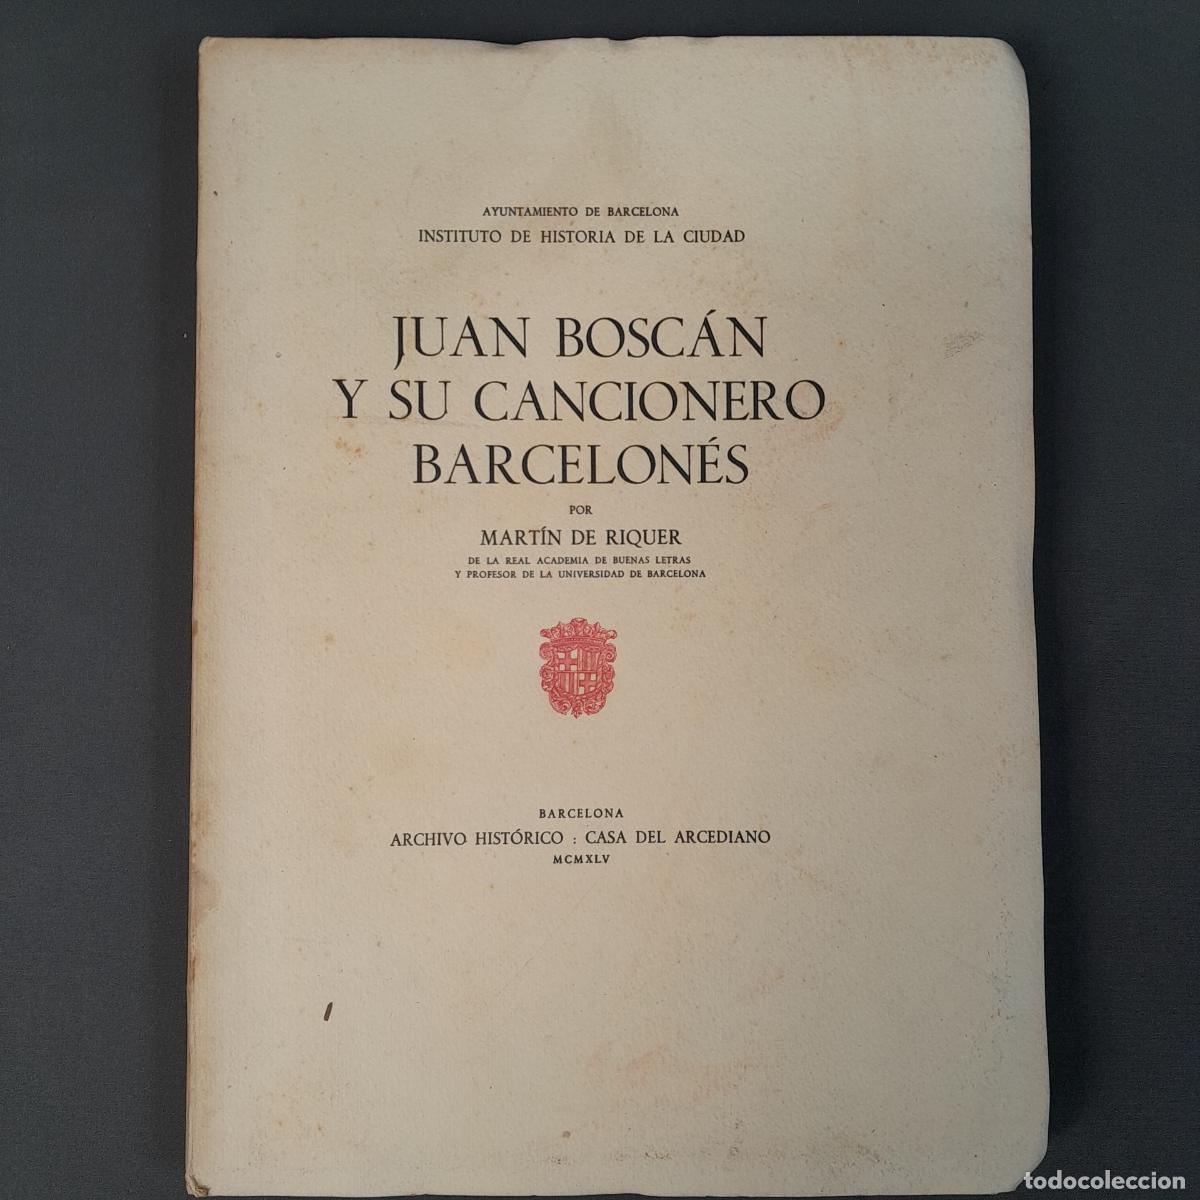 AYUNTAMIENTO DE BARCELONA
INSTITUTO DE HISTORIA DE LA CIUDAD
JUAN BOSCÁN
Y SU CANCIONERO
BARCELONÉS
POR
MARTÍN DE RIQUER
DE LA REAL ACADEMIA DE BUENAS LETRAS
Y PROFESOR DE LA UNIVERSIDAD DE BARCELONA
BARCELONA
ARCHIVO HISTÓRICO : CASA DEL ARCEDIANO
MCMXLV
todocoleccion